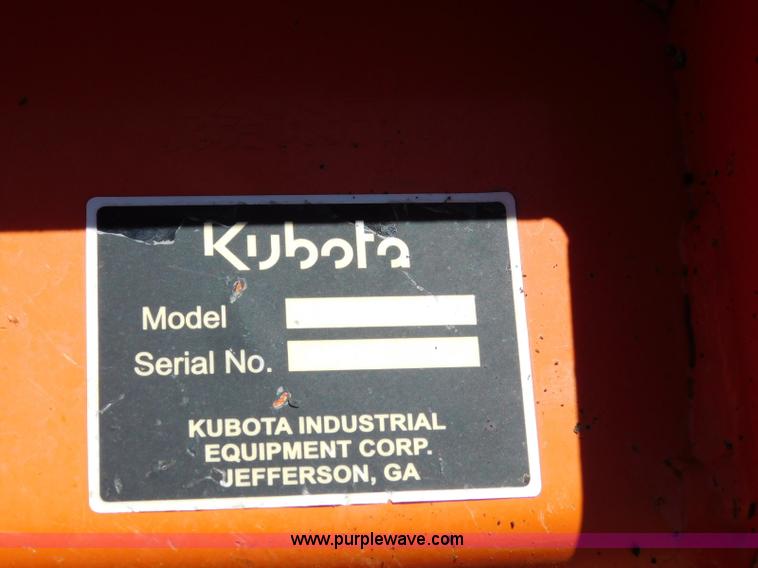 Kubota
Model
Serial No.
KUBOTA INDUSTRIAL
EQUIPMENT CORP.
JEFFERSON, GA
www.purplewave.com